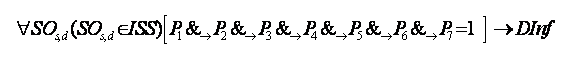 ∀SO_{s,d}(SO_{s,d}∈ISS)[P_1 &_→ P_2 &_→ P_3 &_→ P_4 &_→ P_5 &_→ P_6 &_→ P_7=1 ] → DInf